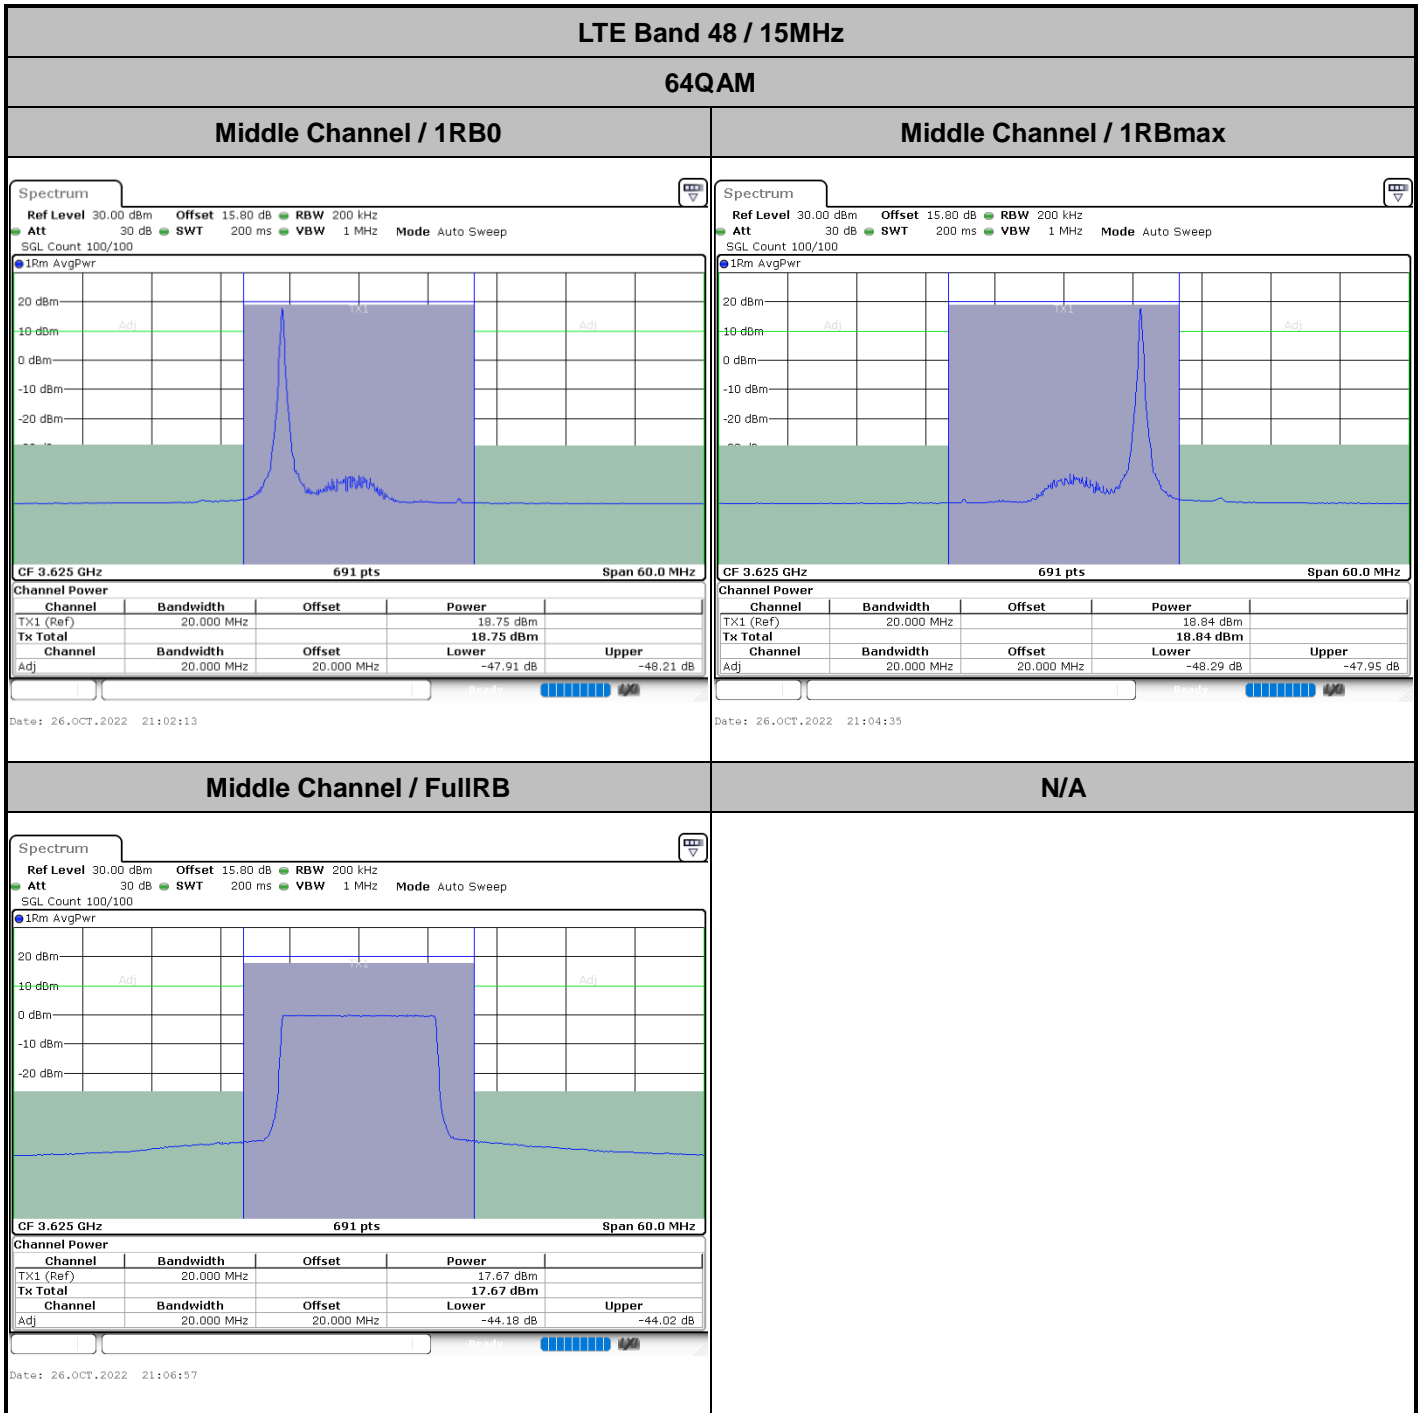 LTE Band 48 / 15MHz
64QAM
Middle Channel / 1RB0
Middle Channel / 1RBmax
Spectrum
Ref Level 30.00 dBm Offset 15.80 dB RBW 200 kHz
Att 30 dB SWT 200 ms VBW 1 MHz Mode Auto Sweep
SGL Count 100/100
1Rm AvgPwr
TX1
Adj
Adj
20 dBm
10 dBm
0 dBm
-10 dBm
-20 dBm
CF 3.625 GHz 691 pts Span 60.0 MHz
Channel Power
Channel Bandwidth Offset Power
TX1 (Ref) 20.000 MHz 18.75 dBm
Tx Total 18.75 dBm
Channel Bandwidth Offset Lower Upper
Adj 20.000 MHz 20.000 MHz -47.91 dB -48.21 dB
Ready
Date: 26.OCT.2022 21:02:13
Spectrum
Ref Level 30.00 dBm Offset 15.80 dB RBW 200 kHz
Att 30 dB SWT 200 ms VBW 1 MHz Mode Auto Sweep
SGL Count 100/100
1Rm AvgPwr
TX1
Adj
Adj
20 dBm
10 dBm
0 dBm
-10 dBm
-20 dBm
CF 3.625 GHz 691 pts Span 60.0 MHz
Channel Power
Channel Bandwidth Offset Power
TX1 (Ref) 20.000 MHz 18.84 dBm
Tx Total 18.84 dBm
Channel Bandwidth Offset Lower Upper
Adj 20.000 MHz 20.000 MHz -48.29 dB -47.95 dB
Ready
Date: 26.OCT.2022 21:04:35
Middle Channel / FullRB
N/A
Spectrum
Ref Level 30.00 dBm Offset 15.80 dB RBW 200 kHz
Att 30 dB SWT 200 ms VBW 1 MHz Mode Auto Sweep
SGL Count 100/100
1Rm AvgPwr
TX1
Adj
Adj
20 dBm
10 dBm
0 dBm
-10 dBm
-20 dBm
CF 3.625 GHz 691 pts Span 60.0 MHz
Channel Power
Channel Bandwidth Offset Power
TX1 (Ref) 20.000 MHz 17.67 dBm
Tx Total 17.67 dBm
Channel Bandwidth Offset Lower Upper
Adj 20.000 MHz 20.000 MHz -44.18 dB -44.02 dB
Ready
Date: 26.OCT.2022 21:06:57